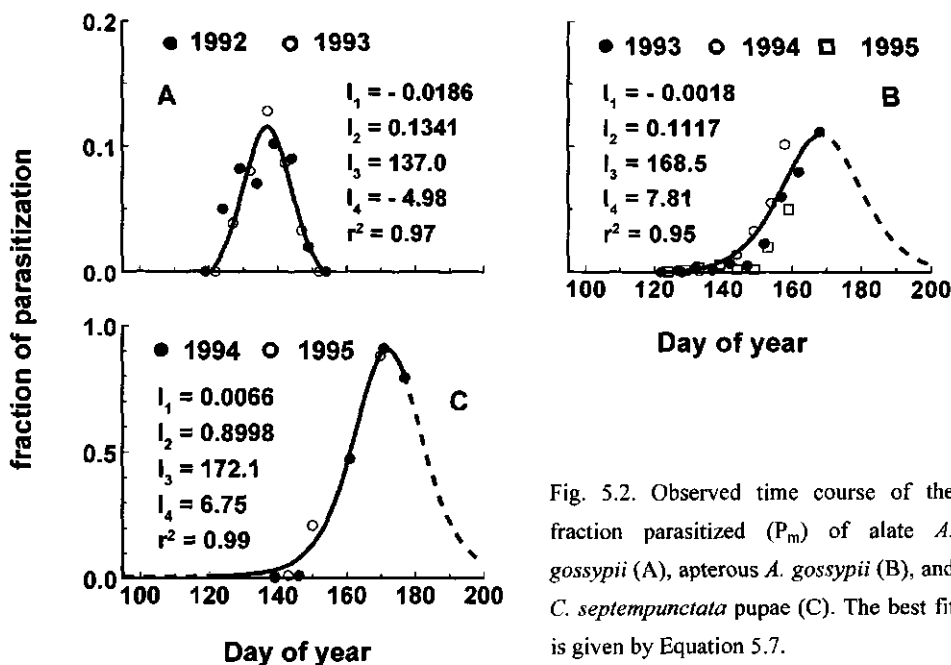 fraction of parasitization
0.2
0.1
0.0
● 1992 ○ 1993
A
l₁ = - 0.0186
l₂ = 0.1341
l₃ = 137.0
l₄ = - 4.98
r² = 0.97
● 1993 ○ 1994 □ 1995
B
l₁ = - 0.0018
l₂ = 0.1117
l₃ = 168.5
l₄ = 7.81
r² = 0.95
100 120 140 160 180 200
Day of year
1.0
0.5
0.0
● 1994 ○ 1995
C
l₁ = 0.0066
l₂ = 0.8998
l₃ = 172.1
l₄ = 6.75
r² = 0.99
100 120 140 160 180 200
Day of year
Fig. 5.2. Observed time course of the
fraction parasitized (Pₘ) of alate A.
gossypii (A), apterous A. gossypii (B), and
C. septempunctata pupae (C). The best fit
is given by Equation 5.7.